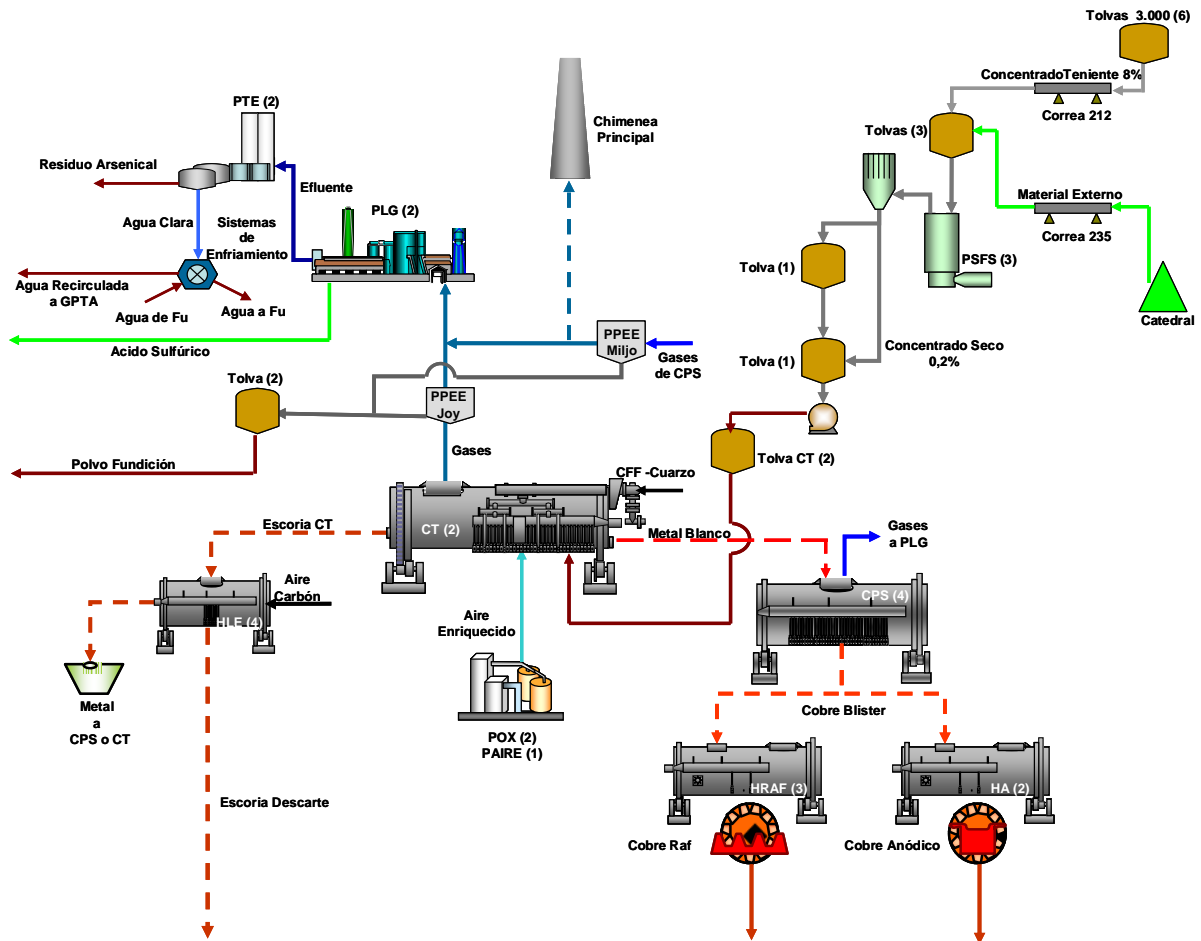 Tolvas 3.000 (6)
ConcentradoTeniente 8%
Correa 212
PTE (2)
Chimenea
Principal
Tolvas (3)
Residuo Arsenical
Efluente
PLG (2)
Material Externo
Correa 235
Agua Clara
Sistemas
de
Enfriamiento
Tolva (1)
PSFS (3)
Agua Recirculada
a GPTA
Agua de Fu
Agua a Fu
Catedral
Acido Sulfúrico
PPEE
Miljo
Gases
de CPS
Tolva (1)
Concentrado Seco
0,2%
Tolva (2)
PPEE
Joy
Gases
Tolva CT (2)
Polvo Fundición
CFF -Cuarzo
Escoria CT
CT (2)
Metal Blanco
Gases
a PLG
Aire
Carbón
HLE (4)
CPS (4)
Aire
Enriquecido
Metal
a
CPS o CT
Cobre Blister
POX (2)
PAIRE (1)
HRAF (3)
HA (2)
Escoria Descarte
Cobre Raf
Cobre Anódico